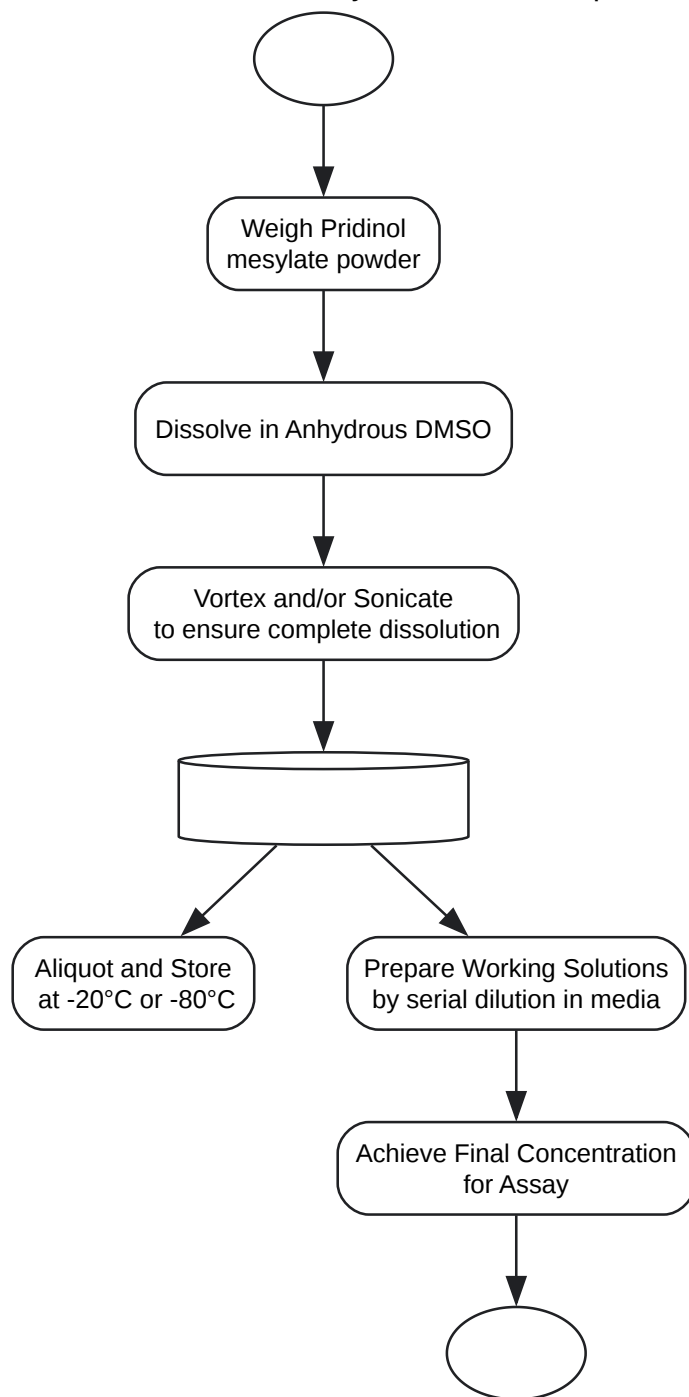 Weigh Pridinol
mesylate powder
Dissolve in Anhydrous DMSO
Vortex and/or Sonicate
to ensure complete dissolution
Aliquot and Store
at -20°C or -80°C
Prepare Working Solutions
by serial dilution in media
Achieve Final Concentration
for Assay